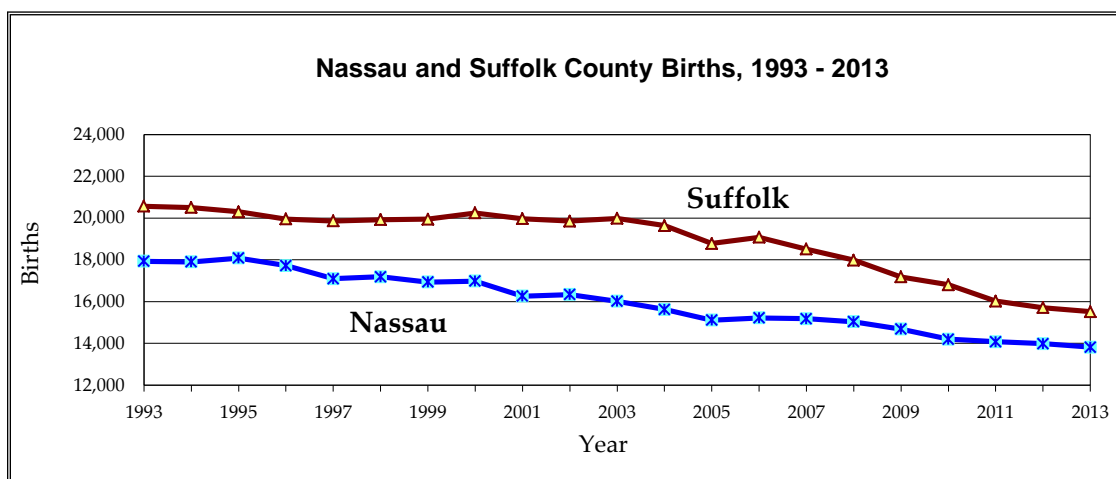 Nassau and Suffolk County Births, 1993 - 2013
24,000
22,000
20,000
18,000
16,000
14,000
12,000
Births
Suffolk
Nassau
1993 1995 1997 1999 2001 2003 2005 2007 2009 2011 2013
Year